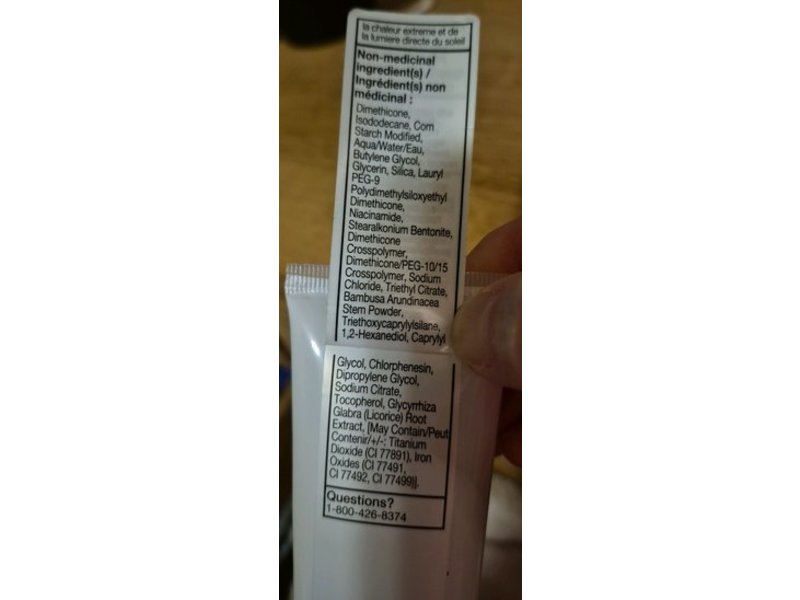 la chaleur extreme et de
la lumiere directe du soleil
Non-medicinal
ingredient(s) /
Ingrédient(s) non
médicinal :
Dimethicone,
Isododecane, Corn
Starch Modified,
Aqua/Water/Eau,
Butylene Glycol,
Glycerin, Silica, Lauryl
PEG-9
Polydimethylsiloxyethyl
Dimethicone,
Niacinamide,
Stearalkonium Bentonite,
Dimethicone
Crosspolymer,
Dimethicone/PEG-10/15
Crosspolymer, Sodium
Chloride, Triethyl Citrate,
Bambusa Arundinacea
Stem Powder,
Triethoxycaprylylsilane,
1,2-Hexanediol, Caprylyl
Glycol, Chlorphenesin,
Dipropylene Glycol,
Sodium Citrate,
Tocopherol, Glycyrrhiza
Glabra (Licorice) Root
Extract, [May Contain/Peut
Contenir/+/-: Titanium
Dioxide (CI 77891), Iron
Oxides (CI 77491,
CI 77492, CI 77499)].
Questions?
1-800-426-8374